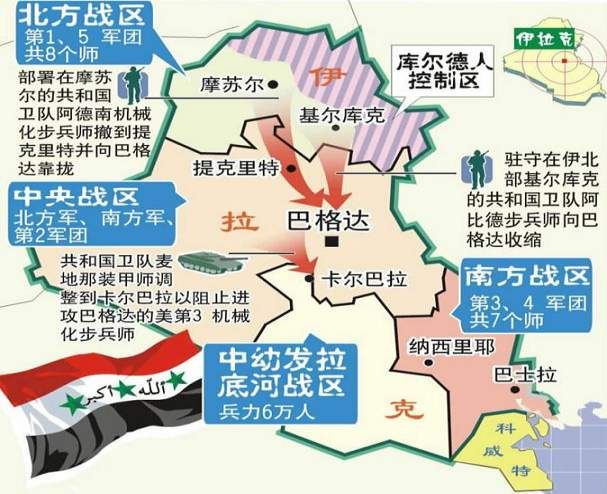 北方战区
第1、5 军团
共8个师
部署在摩苏
尔的共和国
卫队阿德南机械
化步兵师撤到提
克里特并向巴格
达靠拢
摩苏尔
伊
基尔库克
库尔德人
控制区
伊拉克
提克里特
驻守在伊北
部基尔库克
的共和国卫队阿
比德步兵师向巴
格达收缩
中央战区
北方军、南方军、
第2军团
拉
巴格达
共和国卫队麦
地那装甲师调
整到卡尔巴拉以阻止进
攻巴格达的美第3 机械
化步兵师
卡尔巴拉
南方战区
第3、4 军团
共7个师
中幼发拉
底河战区
兵力6万人
纳西里耶
巴士拉
克
科
威
特
الله اكبر